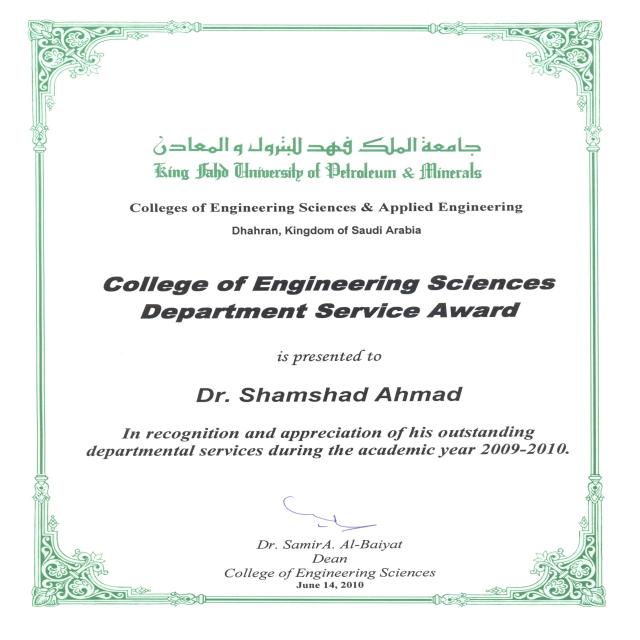 جامعة الملك فهد للبترول و المعادن
King Fahd University of Petroleum & Minerals
Colleges of Engineering Sciences & Applied Engineering
Dhahran, Kingdom of Saudi Arabia
College of Engineering Sciences
Department Service Award
is presented to
Dr. Shamshad Ahmad
In recognition and appreciation of his outstanding
departmental services during the academic year 2009-2010.
Dr. SamirA. Al-Baiyat
Dean
College of Engineering Sciences
June 14, 2010